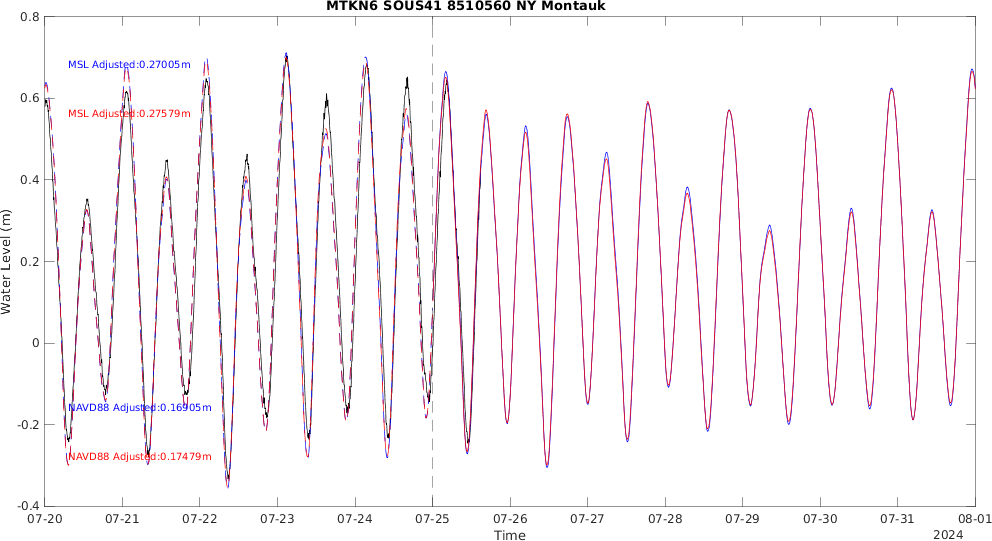 MTKN6 SOUS41 8510560 NY Montauk
0.8
0.6
0.4
0.2
0
-0.2
-0.4
Water Level (m)
MSL Adjusted:0.27005m
MSL Adjusted:0.27579m
NAVD88 Adjusted:0.16905m
NAVD88 Adjusted:0.17479m
07-20 07-21 07-22 07-23 07-24 07-25 07-26 07-27 07-28 07-29 07-30 07-31 08-01
Time
2024